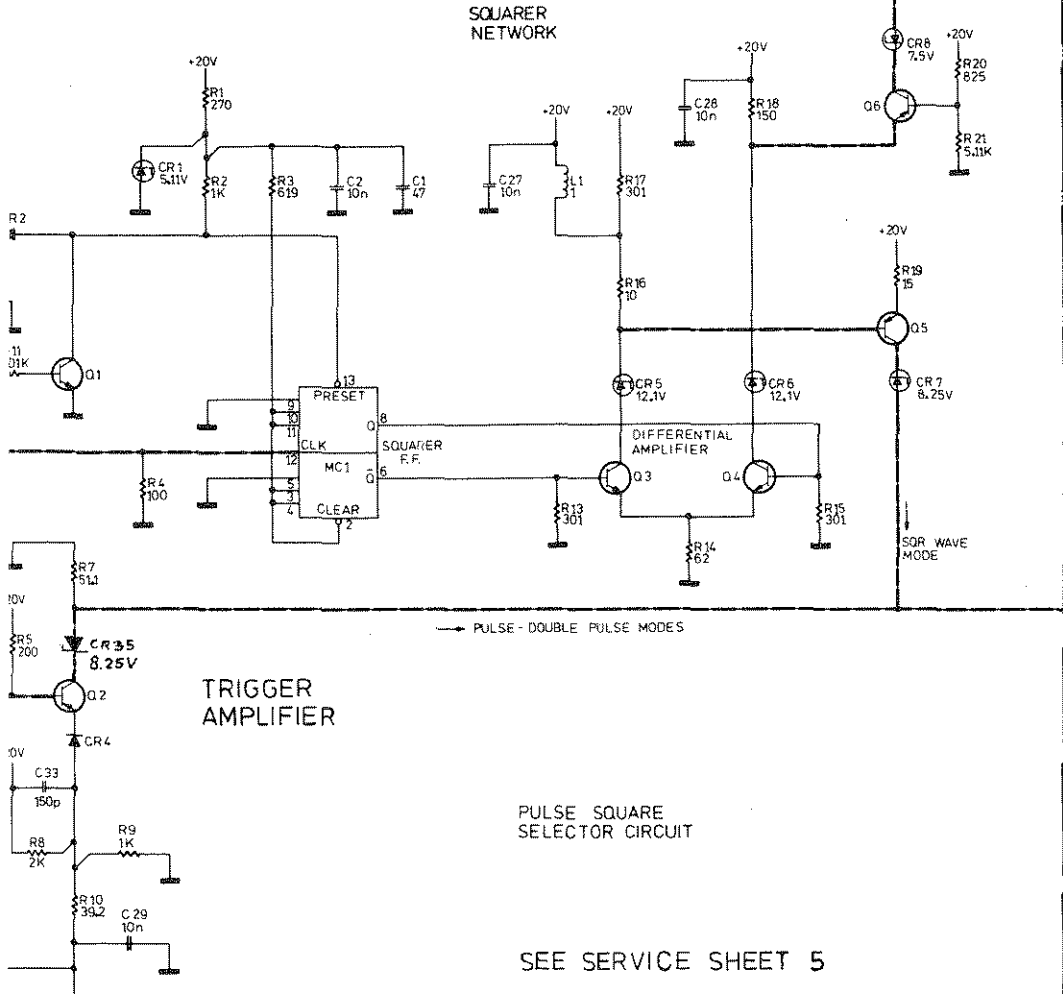 SQUARER
NETWORK
+20V
R1
270
CR1
5.11V
R2
1K
R3
619
C2
10n
C1
47
+20V
+20V
C27
10n
L1
1
R17
301
R16
10
+20V
C28
10n
R18
150
CR8
7.5V
+20V
R20
825
Q6
R21
5.11K
+20V
R19
15
Q5
CR7
8.25V
R2
Q1
13
PRESET
9
10
11
Q
8
CLK
12
MC1
SQUARER
F.F.
Q̄
6
5
3
4
CLEAR
2
R4
100
CR5
12.1V
CR6
12.1V
DIFFERENTIAL
AMPLIFIER
Q3
Q4
R13
301
R14
62
R15
301
SQR WAVE
MODE
R7
51.1
R5
200
CR35
8.25V
Q2
CR4
C33
150p
R8
2K
R9
1K
R10
39.2
C29
10n
PULSE-DOUBLE PULSE MODES
TRIGGER
AMPLIFIER
PULSE SQUARE
SELECTOR CIRCUIT
SEE SERVICE SHEET 5